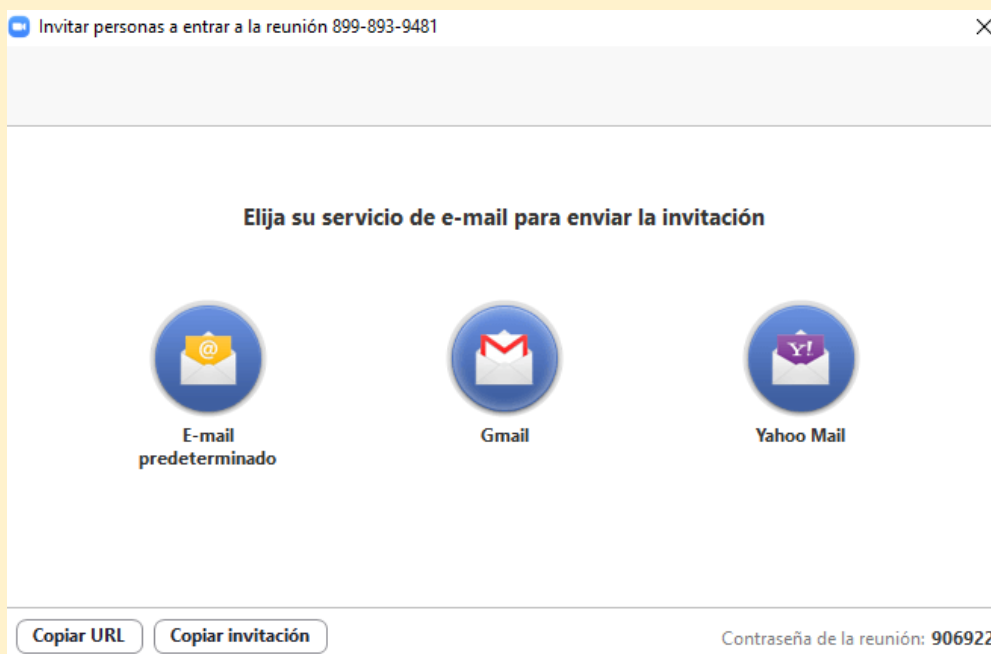 Invitar personas a entrar a la reunión 899-893-9481
Elija su servicio de e-mail para enviar la invitación
@
Y!
E-mail
predeterminado
Gmail
Yahoo Mail
Copiar URL
Copiar invitación
Contraseña de la reunión: 906922